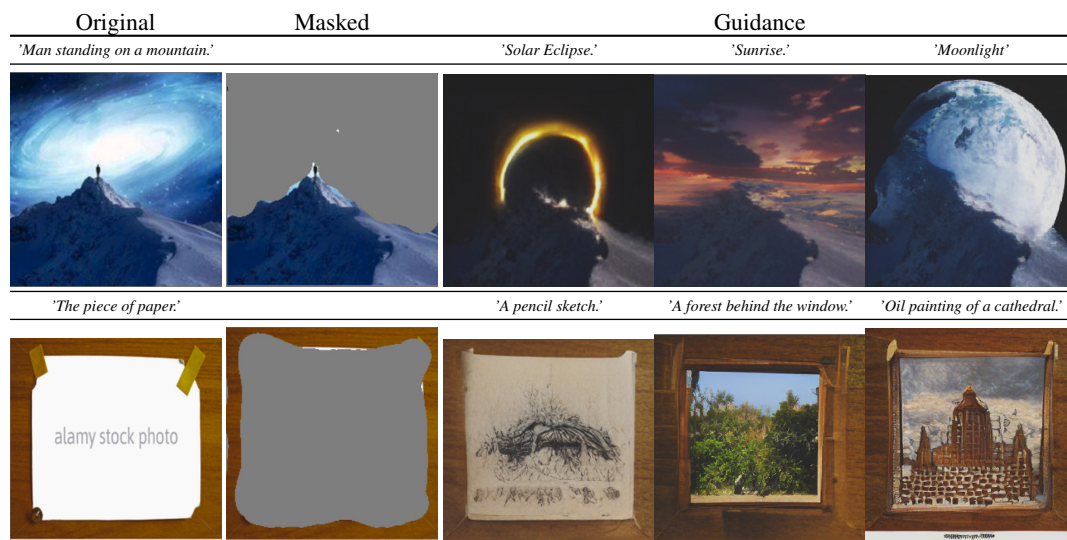 Original Masked Guidance
’Man standing on a mountain.’ ’Solar Eclipse.’ ’Sunrise.’ ’Moonlight’
’The piece of paper.’ ’A pencil sketch.’ ’A forest behind the window.’ ’Oil painting of a cathedral.’
alamy stock photo